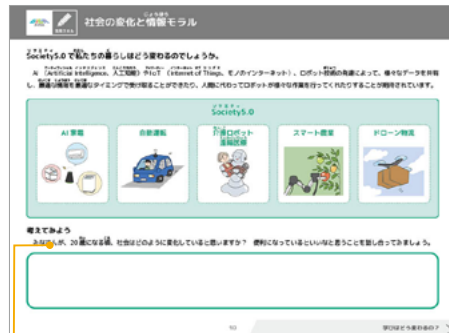 社会の変化と情報モラル
Society5.0で私たちの暮らしはどう変わるのでしょうか。
AI（Artificial Intelligence、人工知能）やIoT（Internet of Things、モノのインターネット）、ロボット技術の発達によって、様々なデータを共有
し、最適な情報を最適なタイミングで受け取ることができたり、人間に代わってロボットが様々な作業を行ってくれたりすることが期待されています。
Society5.0
AI 家電
自動運転
介護ロボット
遠隔医療
スマート農業
ドローン物流
考えてみよう
みなさんが、20歳になる頃、社会はどのように変化していると思いますか？ 便利になっているといいなと思うことを話し合ってみましょう。
50